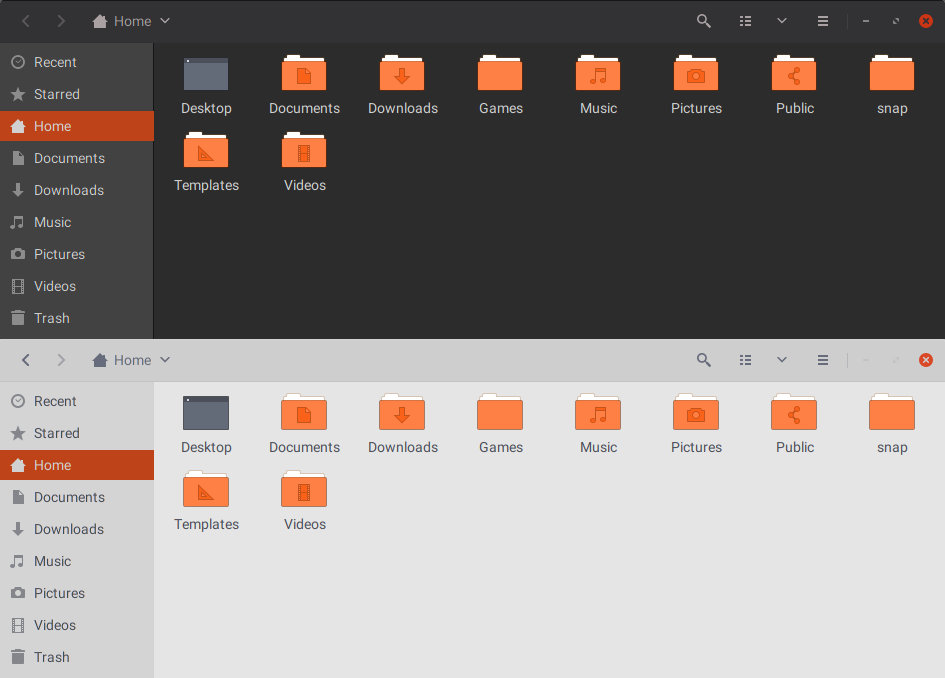 Home
Recent
Starred
Home
Documents
Downloads
Music
Pictures
Videos
Trash
Desktop Documents Downloads Games Music Pictures Public snap
Templates Videos
Home
Recent
Starred
Home
Documents
Downloads
Music
Pictures
Videos
Trash
Desktop Documents Downloads Games Music Pictures Public snap
Templates Videos